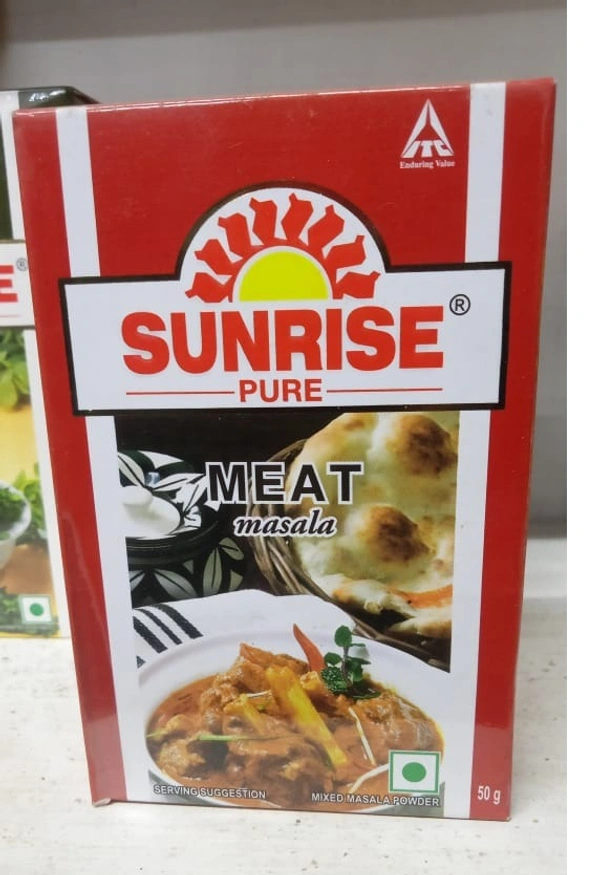 ITC
Enduring Value
SUNRISE®
PURE
MEAT
masala
SERVING SUGGESTION
MIXED MASALA POWDER
50 g
E®